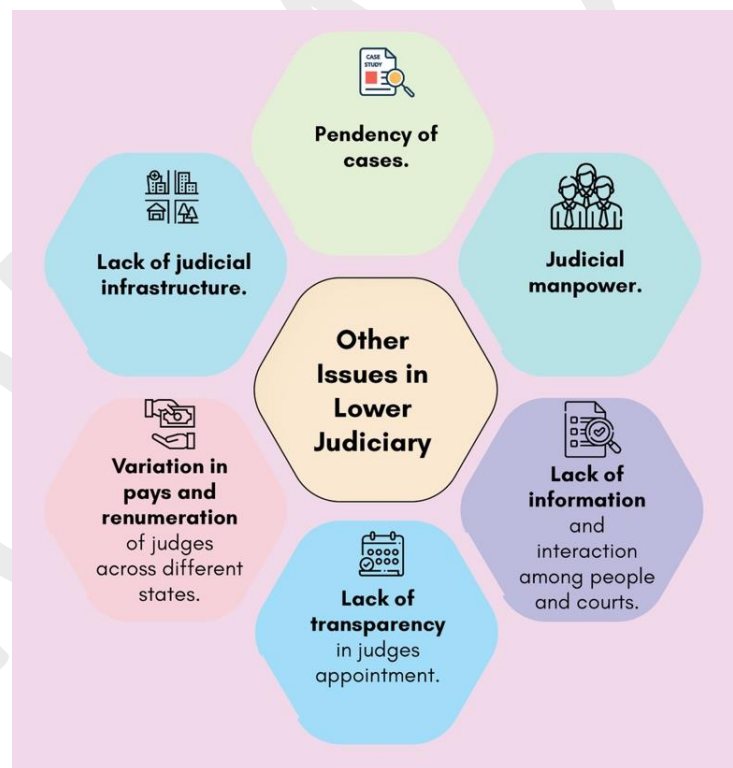 CASE
STUDY
Pendency of
cases.
Judicial
manpower.
Lack of judicial
infrastructure.
Other
Issues in
Lower
Judiciary
Variation in
pays and
renumeration
of judges
across different
states.
Lack of
information
and
interaction
among people
and courts.
Lack of
transparency
in judges
appointment.